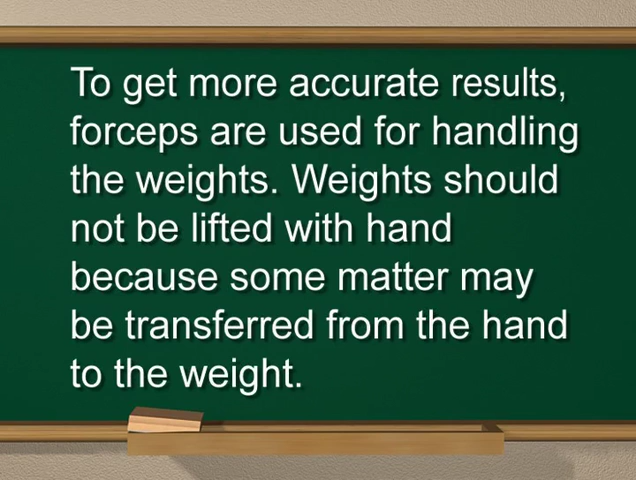 To get more accurate results,
forceps are used for handling
the weights. Weights should
not be lifted with hand
because some matter may
be transferred from the hand
to the weight.